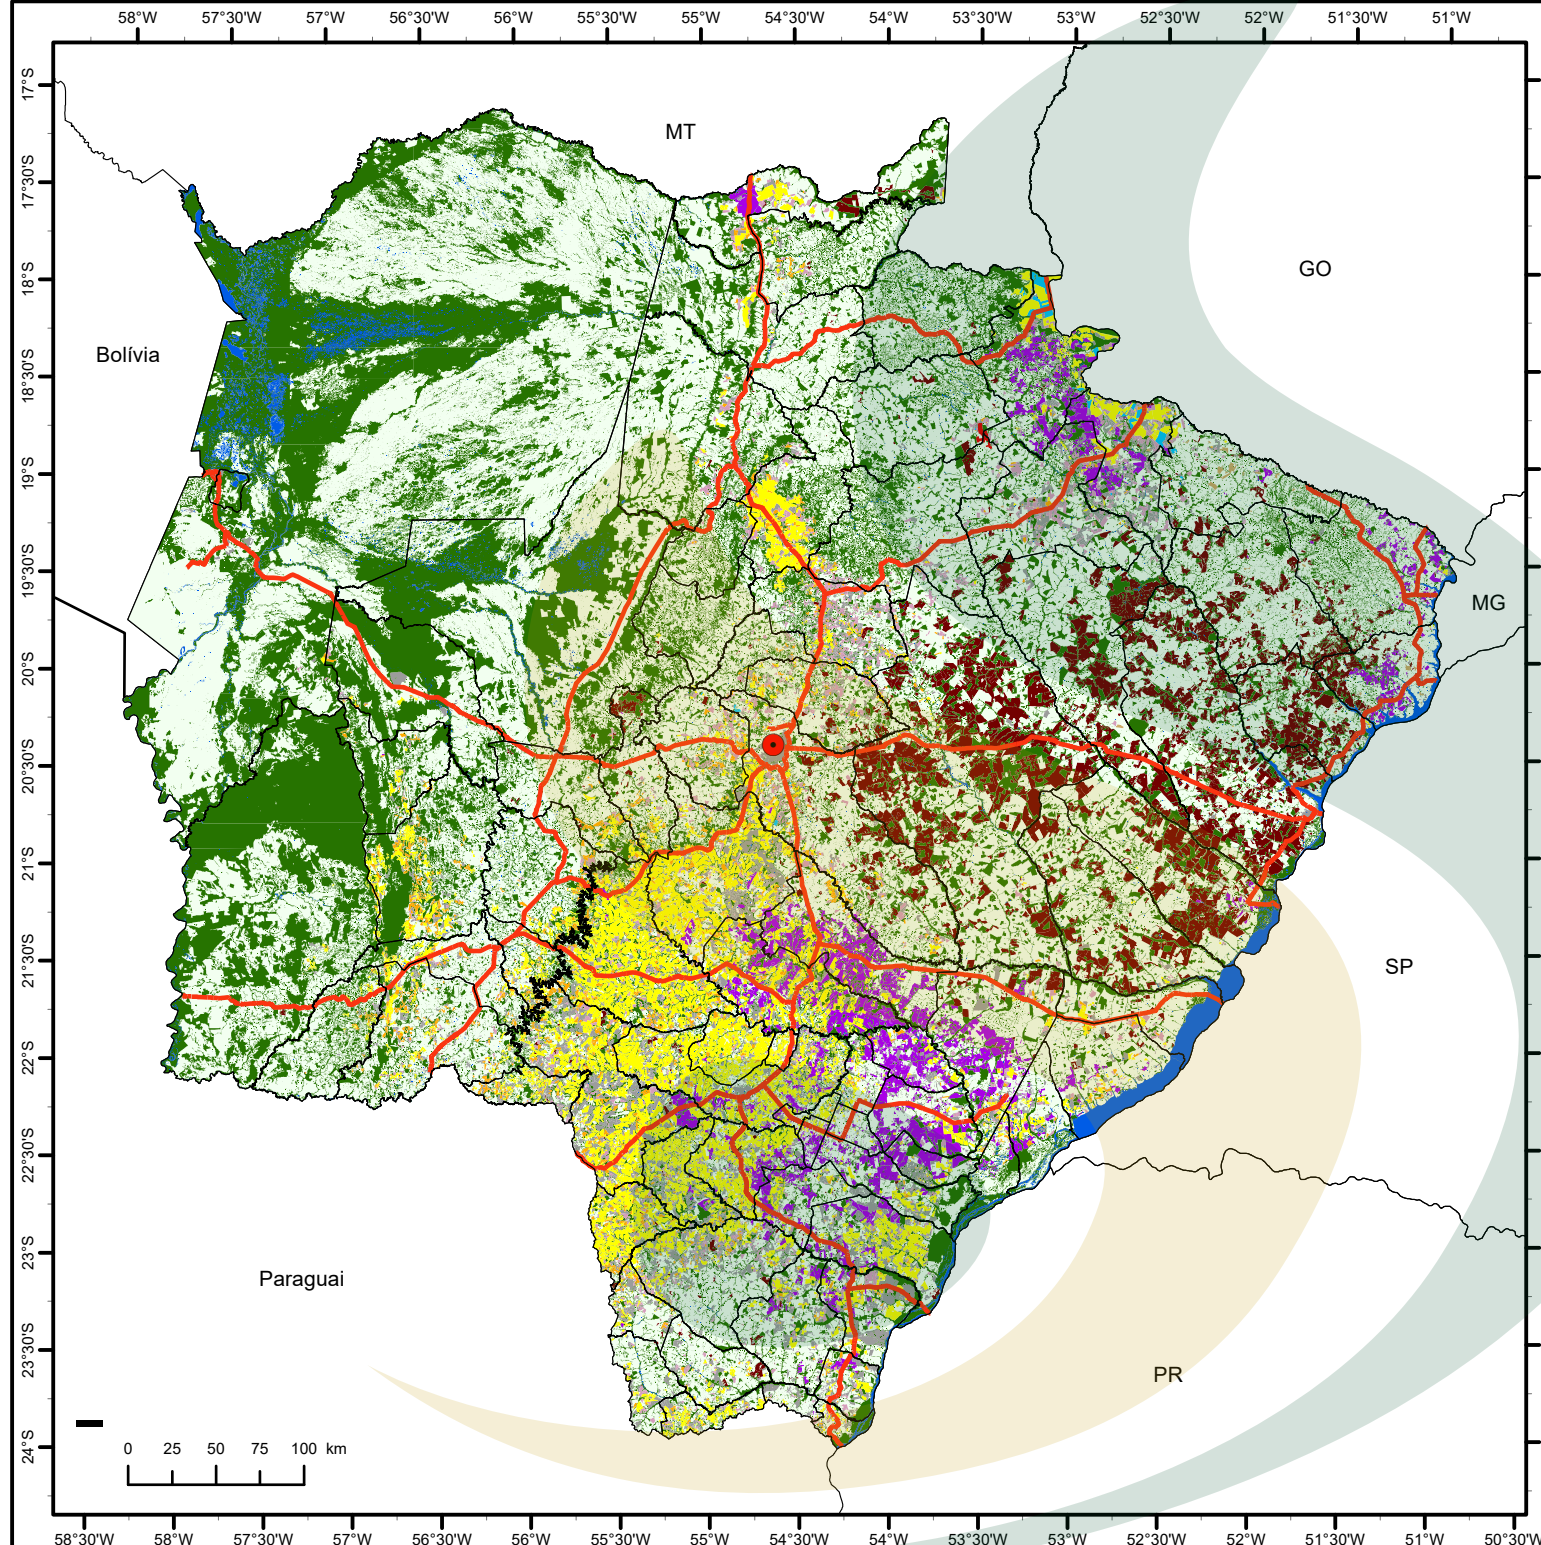 58°W 57°30'W 57°W 56°30'W 56°W 55°30'W 55°W 54°30'W 54°W 53°30'W 53°W 52°30'W 52°W 51°30'W 51°W
17°S
MT
17°30'S
18°S
GO
Bolívia
18°30'S
19°S
19°30'S
MG
20°S
20°30'S
21°S
21°30'S
SP
22°S
22°30'S
23°S
Paraguai
23°30'S
PR
24°S
0 25 50 75 100 km
58°30'W 58°W 57°30'W 57°W 56°30'W 56°W 55°30'W 55°W 54°30'W 54°W 53°30'W 53°W 52°30'W 52°W 51°30'W 51°W 50°30'W